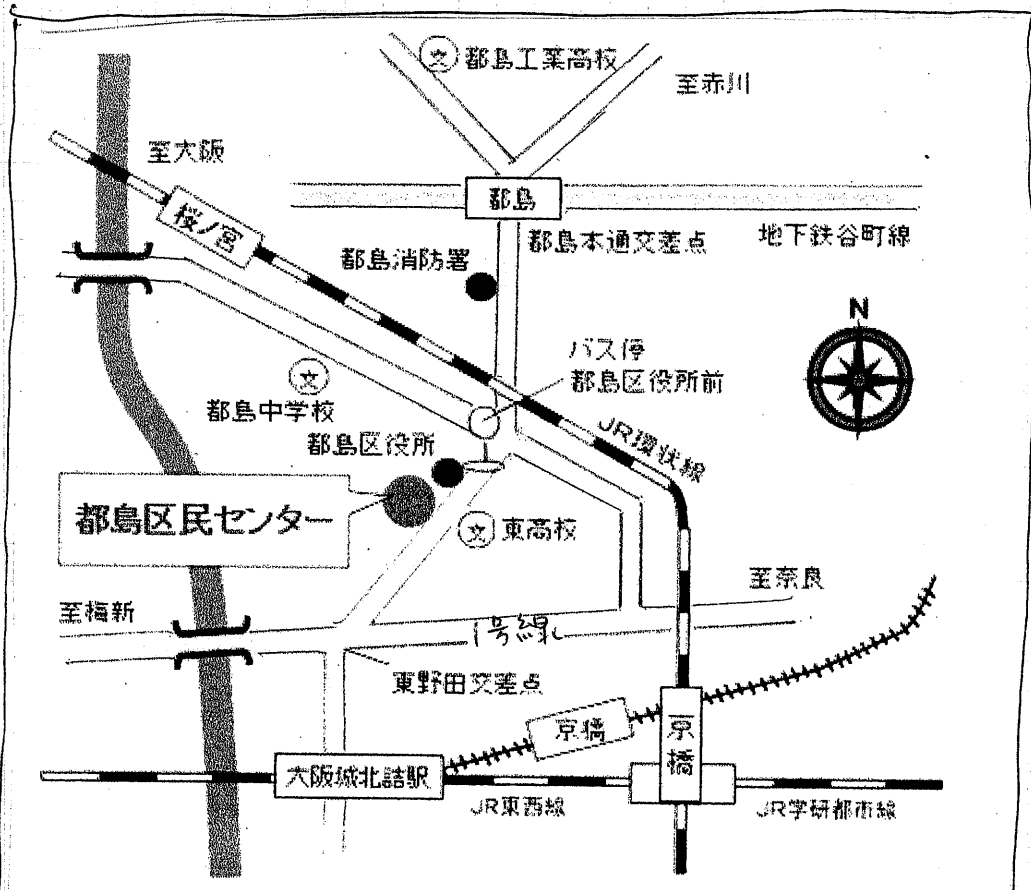 文 都島工業高校
至赤川
至大阪
都島
桜ノ宮
都島本通交差点
地下鉄谷町線
都島消防署
N
バス停
都島区役所前
文
都島中学校
JR環状線
都島区役所
都島区民センター
文 東高校
至奈良
至梅新
1号線
東野田交差点
京橋
京橋
大阪城北詰駅
JR東西線
JR学研都市線